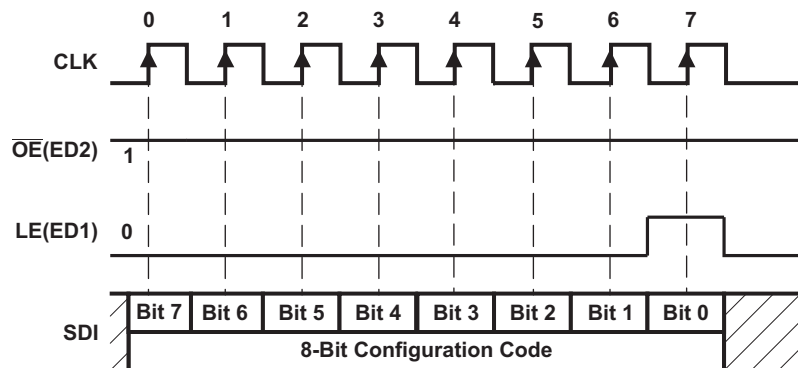 0 1 2 3 4 5 6 7
CLK
OE(ED2) 1
LE(ED1) 0
SDI
Bit 7 Bit 6 Bit 5 Bit 4 Bit 3 Bit 2 Bit 1 Bit 0
8-Bit Configuration Code